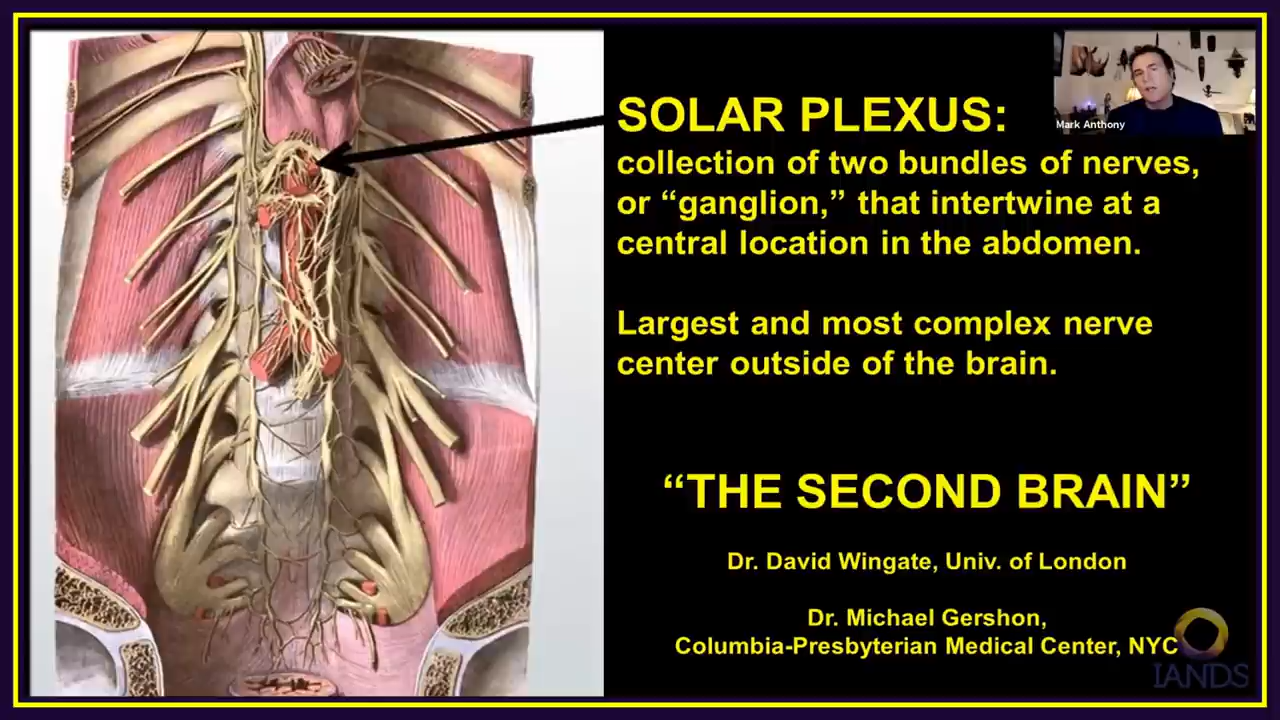 SOLAR PLEXUS:
collection of two bundles of nerves,
or “ganglion,” that intertwine at a
central location in the abdomen.
Largest and most complex nerve
center outside of the brain.
“THE SECOND BRAIN”
Dr. David Wingate, Univ. of London
Dr. Michael Gershon,
Columbia-Presbyterian Medical Center, NYC
Mark Anthony
IANDS